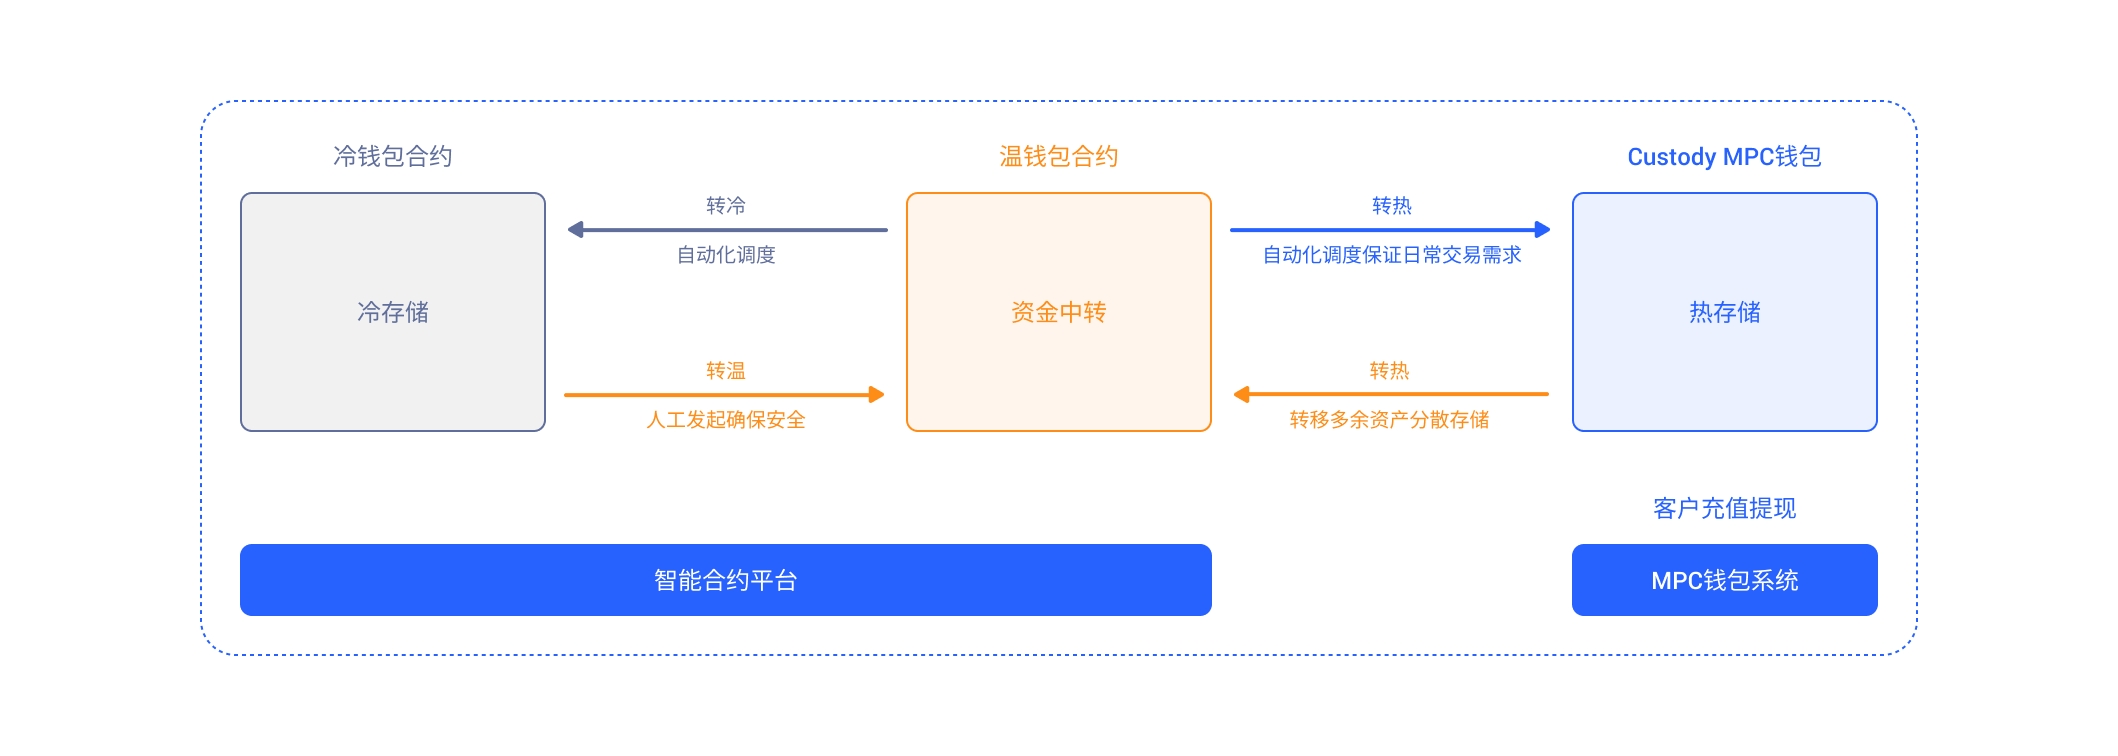 冷钱包合约
温钱包合约
Custody MPC钱包
转冷
自动化调度
转热
自动化调度保证日常交易需求
冷存储
资金中转
热存储
转温
人工发起确保安全
转热
转移多余资产分散存储
客户充值提现
智能合约平台
MPC钱包系统